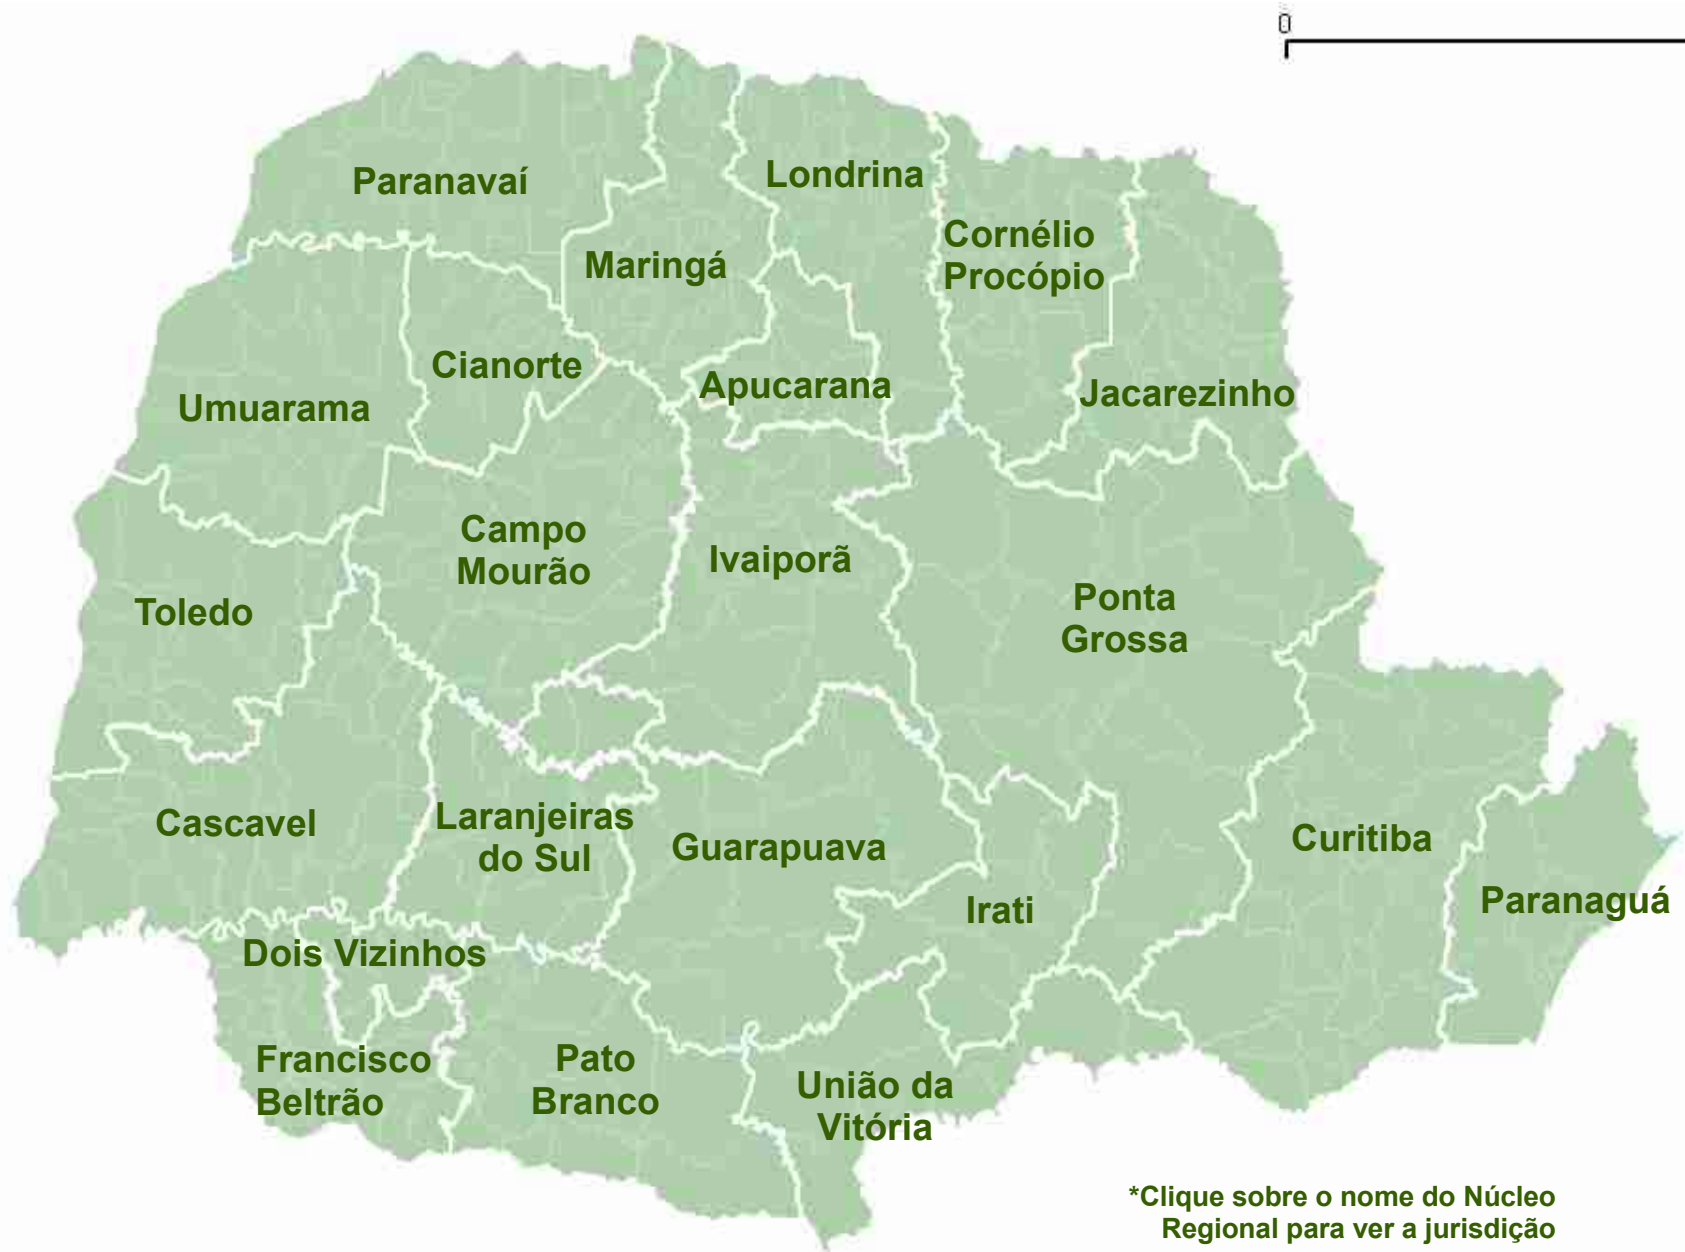 0
Paranavaí
Londrina
Cornélio
Procópio
Maringá
Cianorte
Apucarana
Jacarezinho
Umuarama
Campo
Mourão
Ivaiporã
Toledo
Ponta
Grossa
Cascavel
Laranjeiras
do Sul
Guarapuava
Curitiba
Irati
Paranaguá
Dois Vizinhos
Francisco
Beltrão
Pato
Branco
União da
Vitória
*Clique sobre o nome do Núcleo
Regional para ver a jurisdição